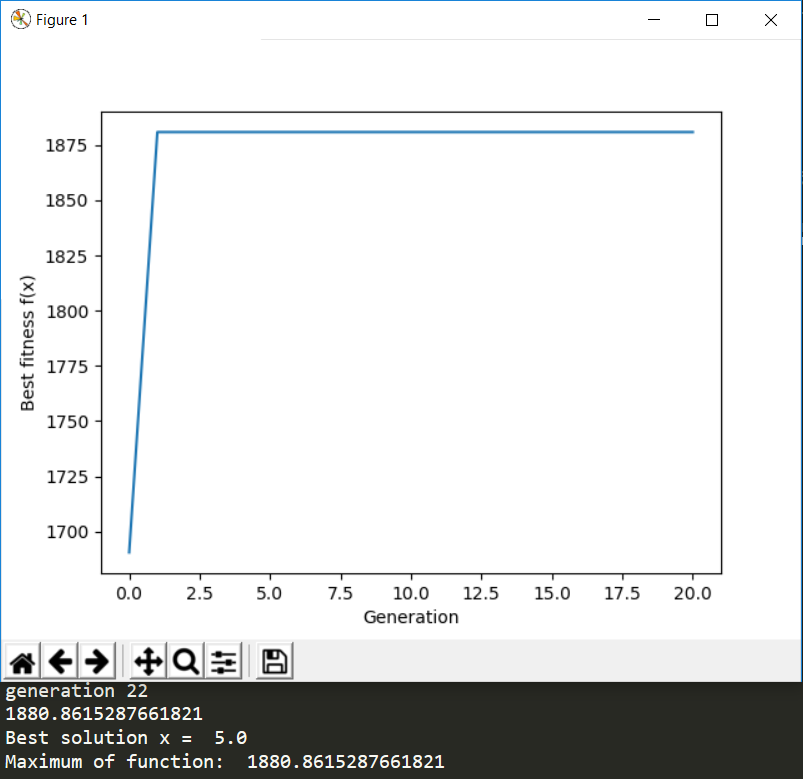 Figure 1
1875
1850
1825
1800
1775
1750
1725
1700
Best fitness f(x)
0.0 2.5 5.0 7.5 10.0 12.5 15.0 17.5 20.0
Generation
generation 22
1880.8615287661821
Best solution x =  5.0
Maximum of function:  1880.8615287661821